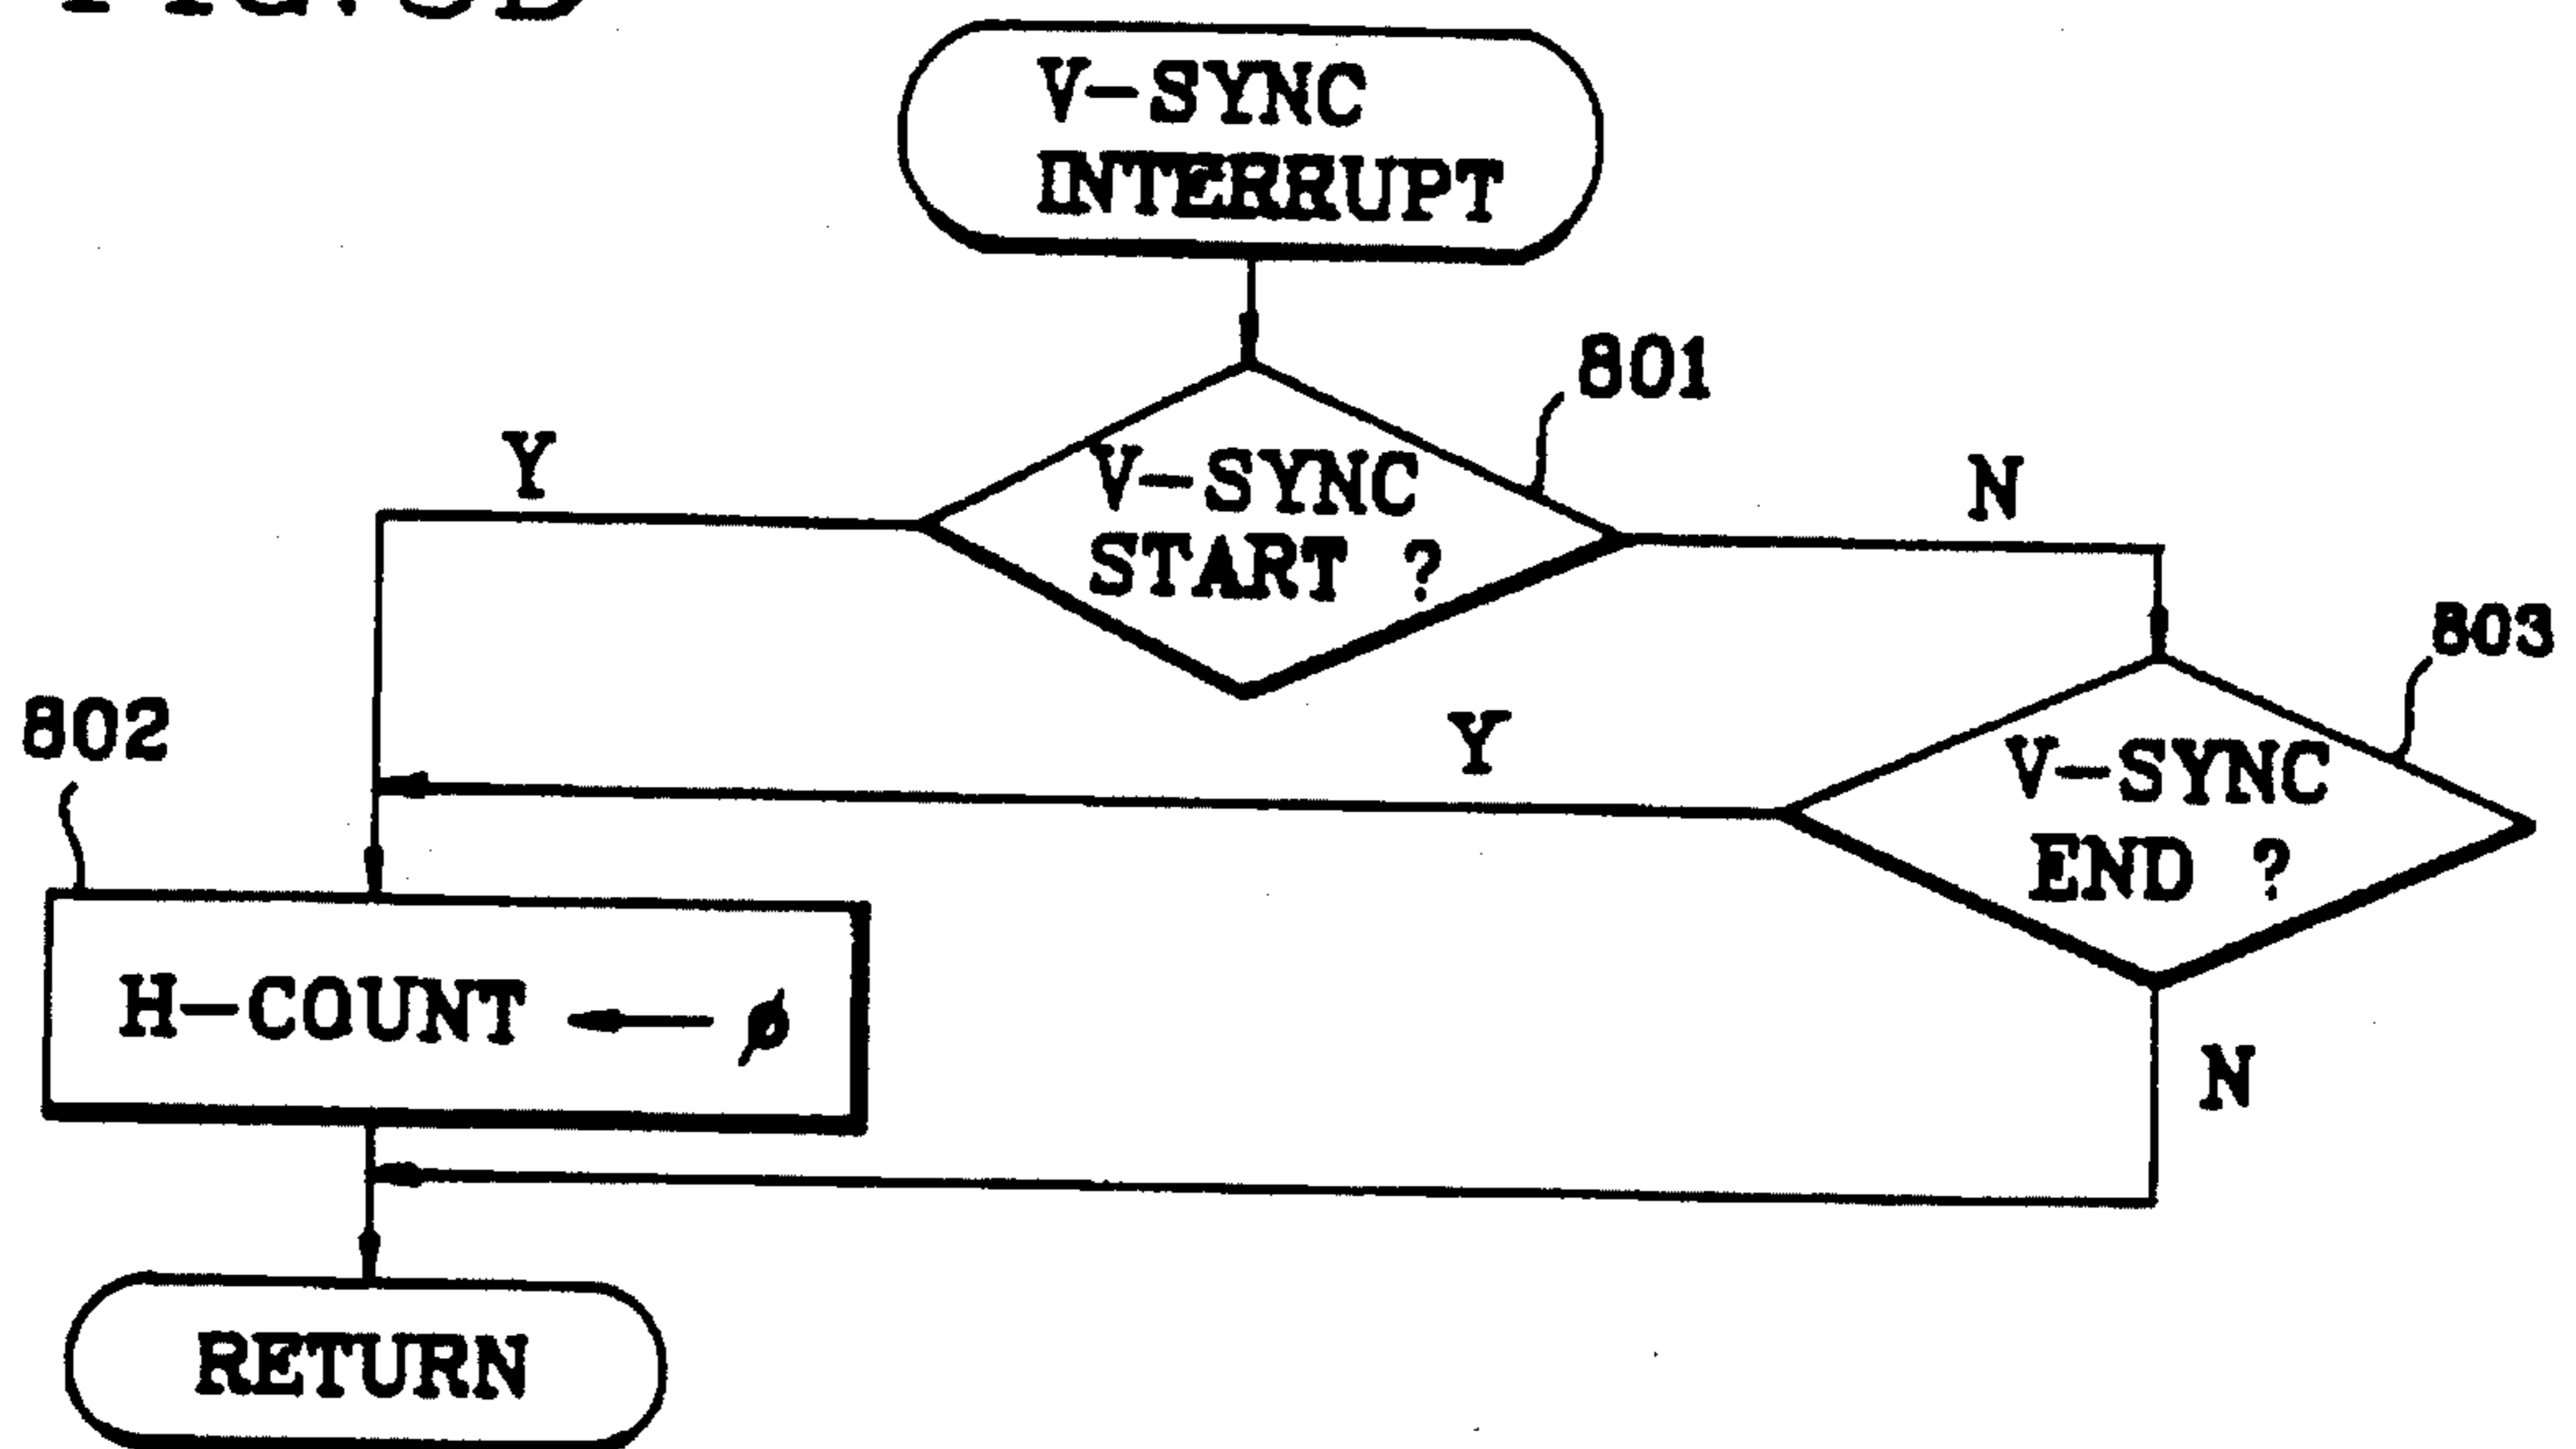 V-SYNC
INTERRUPT
801
Y
V-SYNC
START ?
N
803
802
Y
V-SYNC
END ?
H-COUNT ← ϕ
N
RETURN